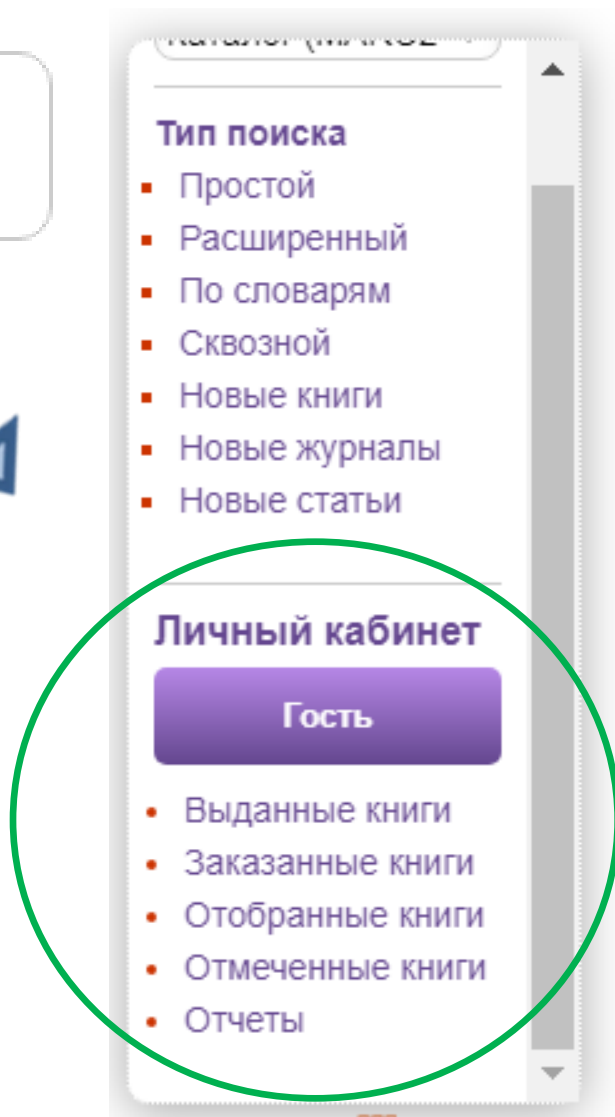 Тип поиска
Простой
Расширенный
По словарям
Сквозной
Новые книги
Новые журналы
Новые статьи
Личный кабинет
Гость
Выданные книги
Заказанные книги
Отобранные книги
Отмеченные книги
Отчеты